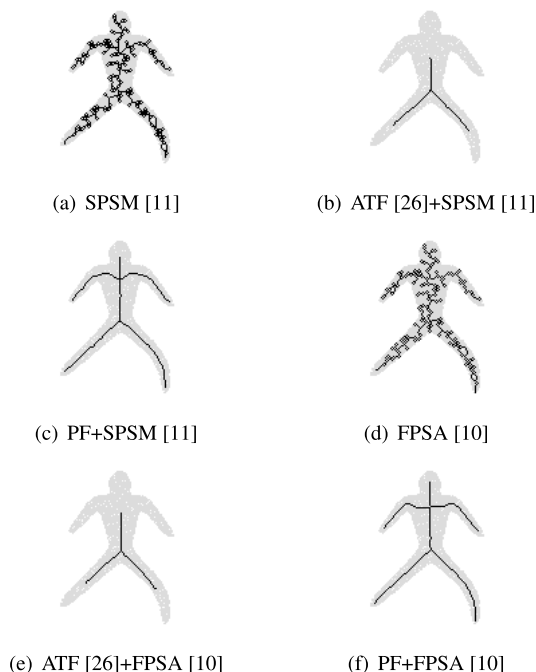 (a) SPSM [11]
(b) ATF [26]+SPSM [11]
(c) PF+SPSM [11]
(d) FPSA [10]
(e) ATF [26]+FPSA [10]
(f) PF+FPSA [10]